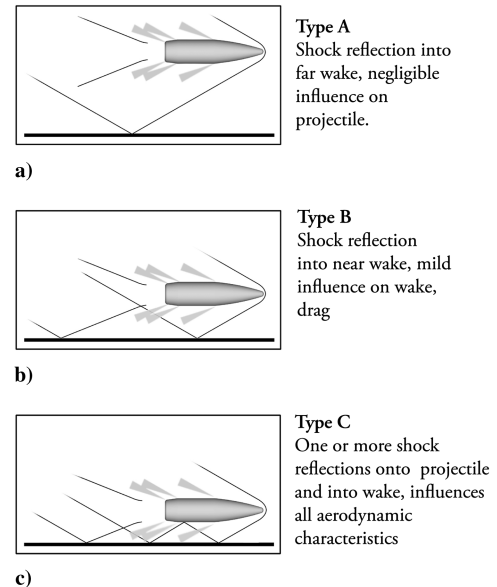 Type A
Shock reflection into
far wake, negligible
influence on
projectile.
a)
Type B
Shock reflection
into near wake, mild
influence on wake,
drag
b)
Type C
One or more shock
reflections onto projectile
and into wake, influences
all aerodynamic
characteristics
c)